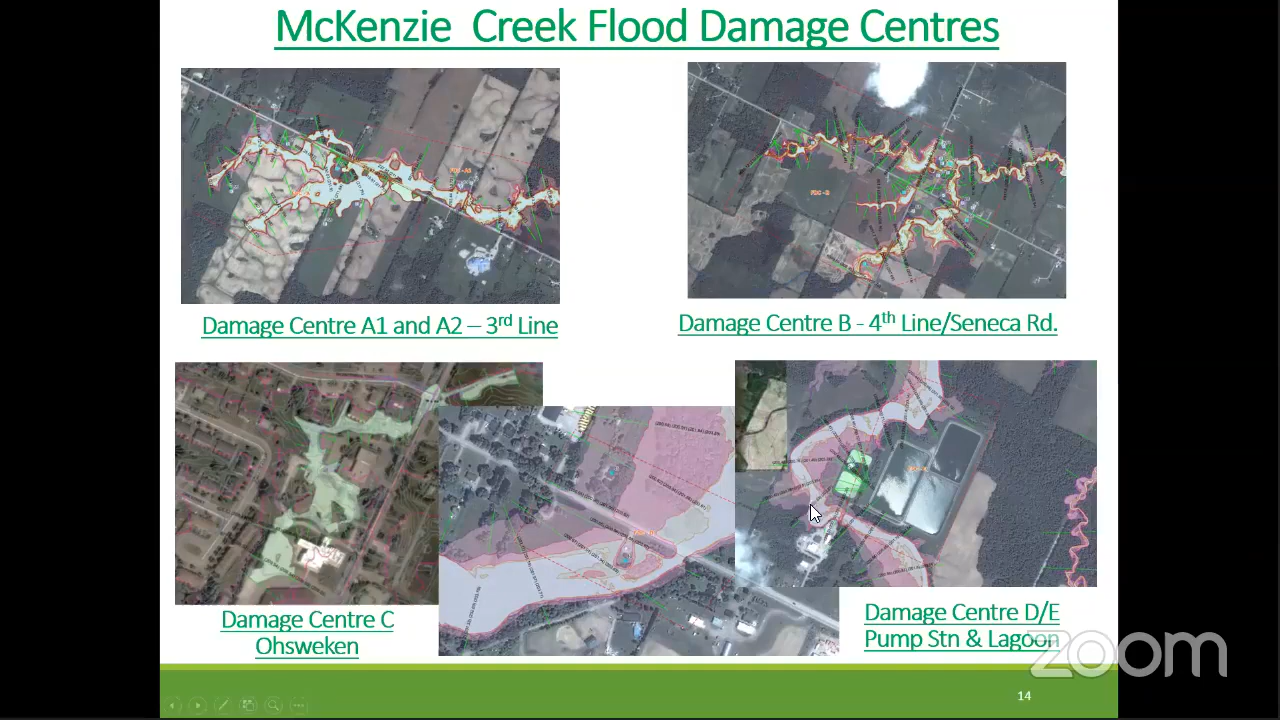 McKenzie Creek Flood Damage Centres
Damage Centre A1 and A2 – 3rd Line
Damage Centre B - 4th Line/Seneca Rd.
Damage Centre C
Ohsweken
Damage Centre D/E
Pump Stn & Lagoon
zoom
14